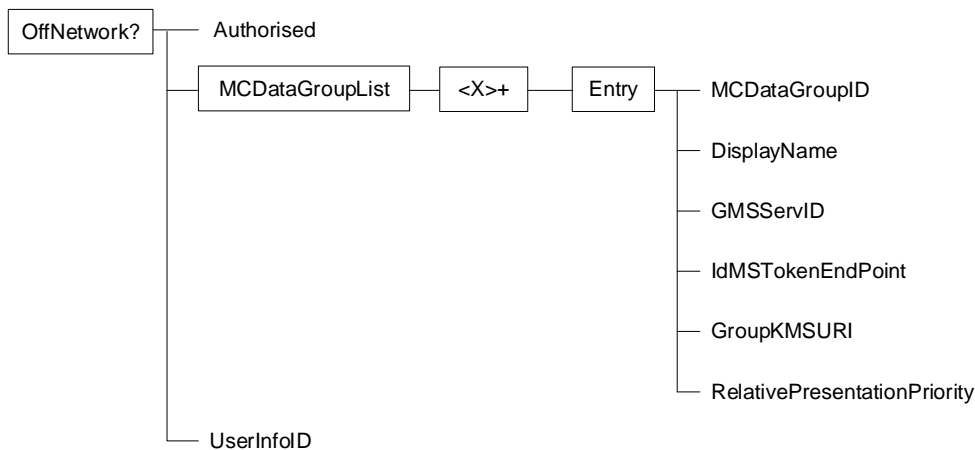 OffNetwork?
Authorised
MCDataGroupList
<X>+
Entry
MCDataGroupID
DisplayName
GMSServID
IdMSTokenEndPoint
GroupKMSURI
RelativePresentationPriority
UserInfoID